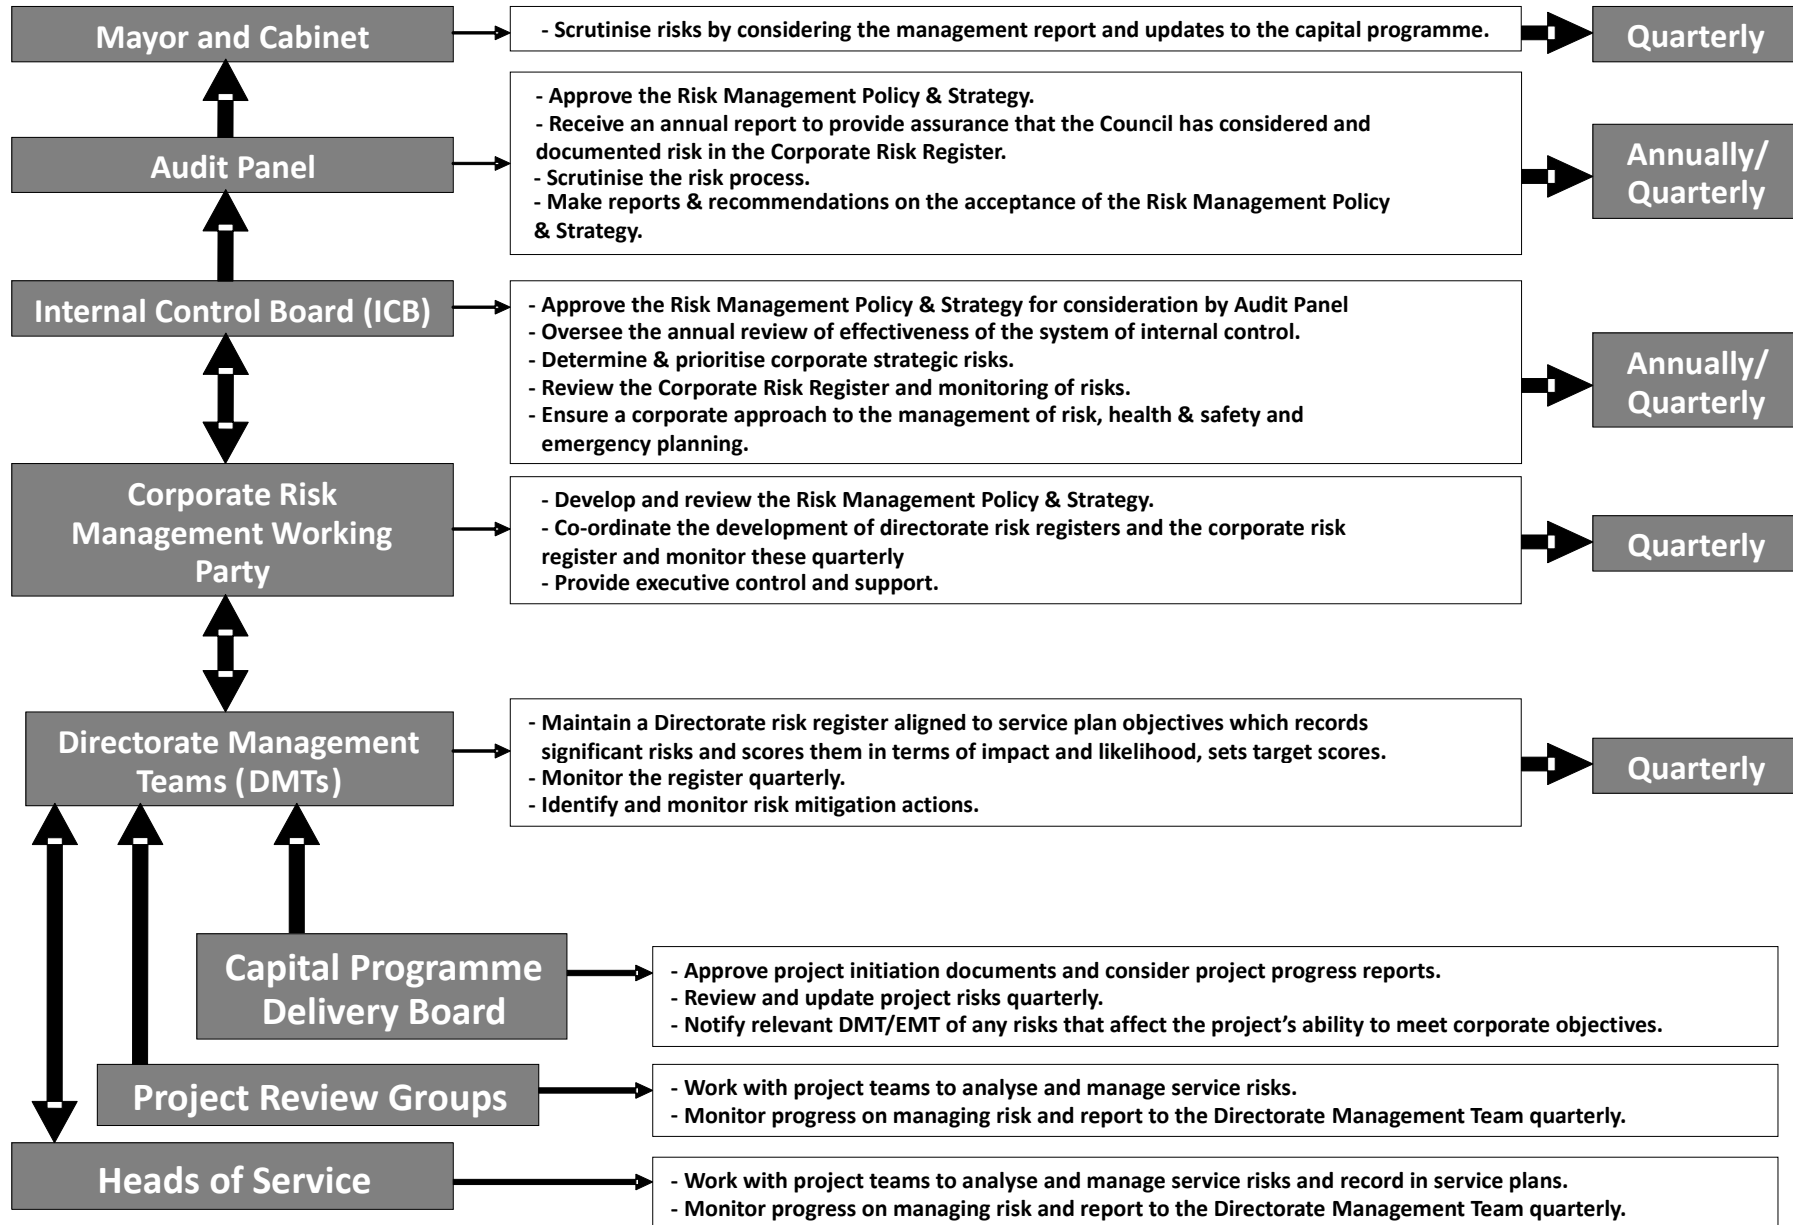 Mayor and Cabinet
- Scrutinise risks by considering the management report and updates to the capital programme.
Quarterly
Audit Panel
- Approve the Risk Management Policy & Strategy.
- Receive an annual report to provide assurance that the Council has considered and
documented risk in the Corporate Risk Register.
- Scrutinise the risk process.
- Make reports & recommendations on the acceptance of the Risk Management Policy
& Strategy.
Annually/
Quarterly
Internal Control Board (ICB)
- Approve the Risk Management Policy & Strategy for consideration by Audit Panel
- Oversee the annual review of effectiveness of the system of internal control.
- Determine & prioritise corporate strategic risks.
- Review the Corporate Risk Register and monitoring of risks.
- Ensure a corporate approach to the management of risk, health & safety and
emergency planning.
Annually/
Quarterly
Corporate Risk
Management Working
Party
- Develop and review the Risk Management Policy & Strategy.
- Co-ordinate the development of directorate risk registers and the corporate risk
register and monitor these quarterly
- Provide executive control and support.
Quarterly
Directorate Management
Teams (DMTs)
- Maintain a Directorate risk register aligned to service plan objectives which records
significant risks and scores them in terms of impact and likelihood, sets target scores.
- Monitor the register quarterly.
- Identify and monitor risk mitigation actions.
Quarterly
Capital Programme
Delivery Board
- Approve project initiation documents and consider project progress reports.
- Review and update project risks quarterly.
- Notify relevant DMT/EMT of any risks that affect the project's ability to meet corporate objectives.
Project Review Groups
- Work with project teams to analyse and manage service risks.
- Monitor progress on managing risk and report to the Directorate Management Team quarterly.
Heads of Service
- Work with project teams to analyse and manage service risks and record in service plans.
- Monitor progress on managing risk and report to the Directorate Management Team quarterly.